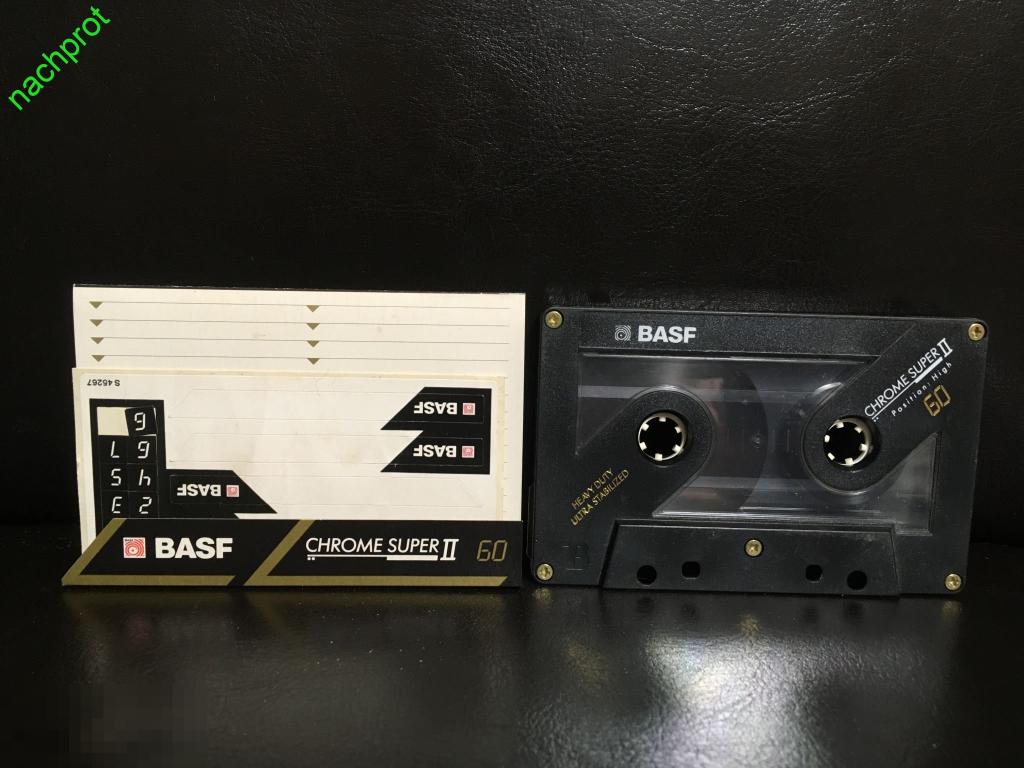 nachprot
S 45267
BASF
BASF
BASF
BASF
CHROME SUPER II 60
BASF
CHROME SUPER II
Position: High
60
HEAVY DUTY
ULTRA STABILIZED